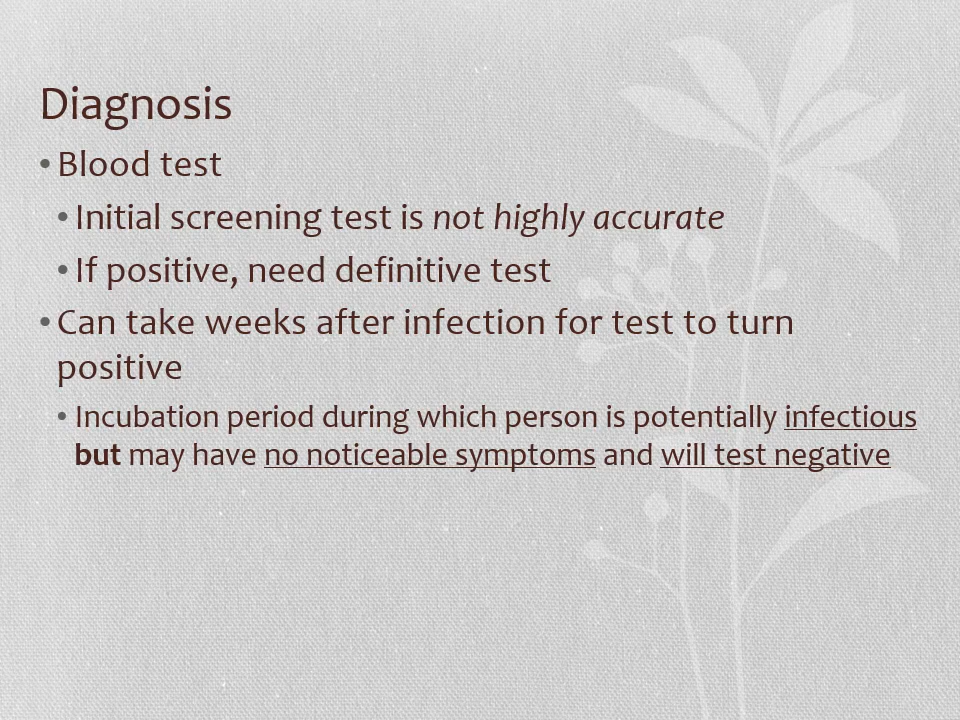 Diagnosis
• Blood test
• Initial screening test is not highly accurate
• If positive, need definitive test
• Can take weeks after infection for test to turn
positive
• Incubation period during which person is potentially infectious
but may have no noticeable symptoms and will test negative